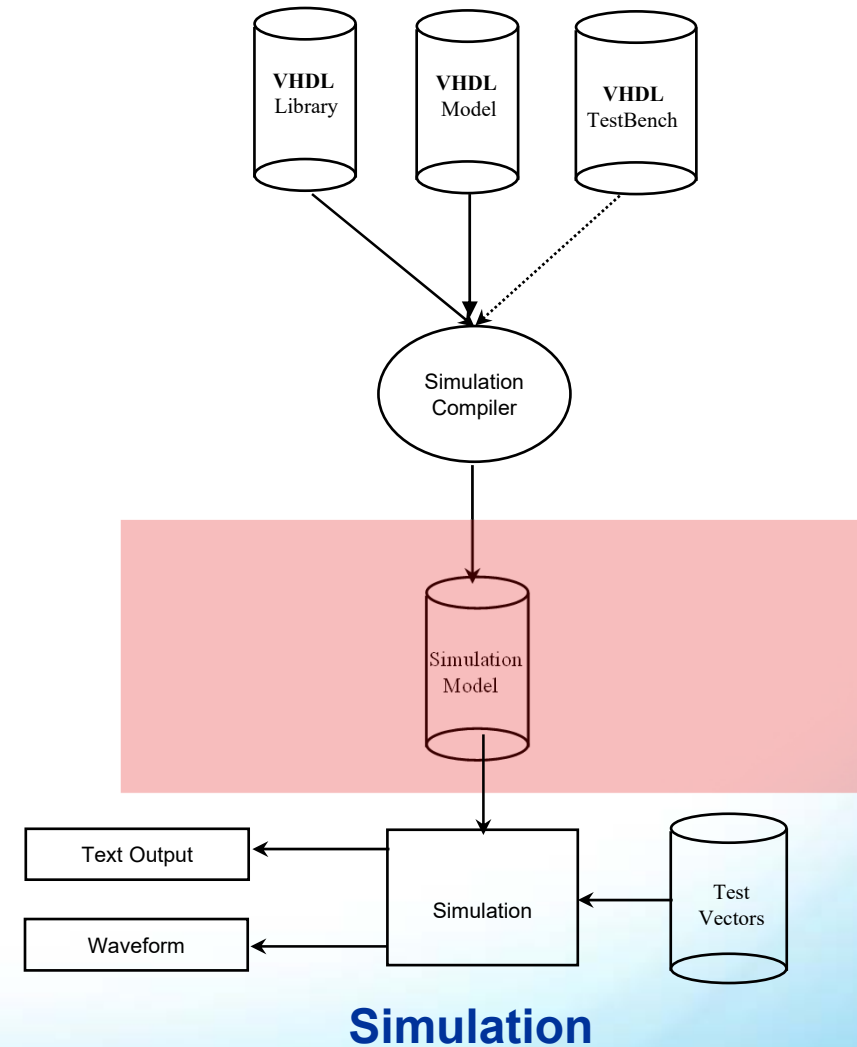 VHDL
Library
VHDL
Model
VHDL
TestBench
Simulation
Compiler
Simulation
Model
Text Output
Waveform
Simulation
Test
Vectors
Simulation